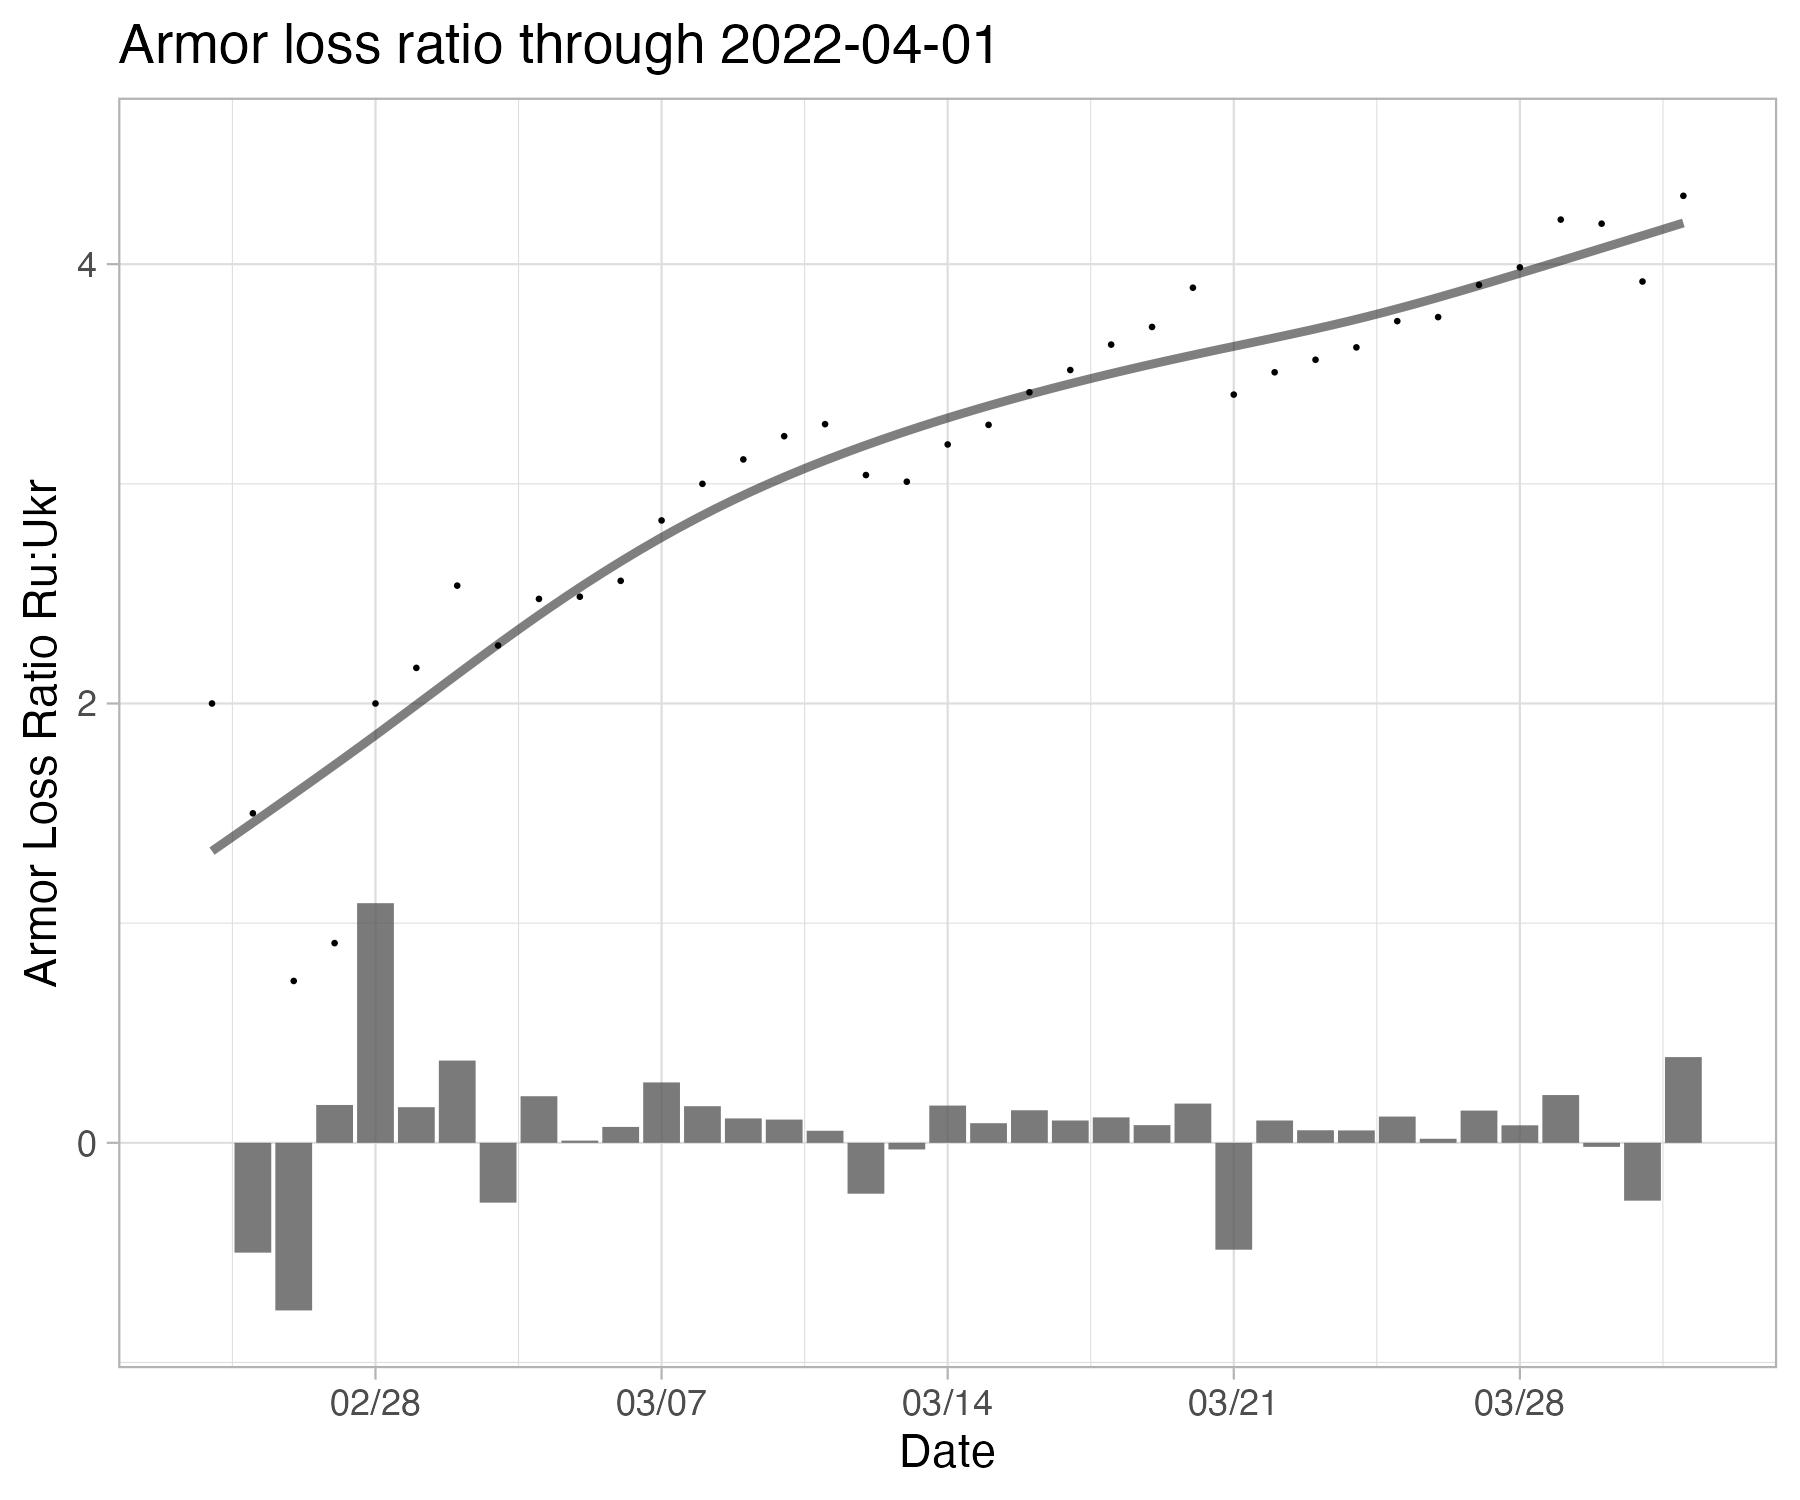 Armor loss ratio through 2022-04-01
Armor Loss Ratio Ru:Ukr
4
2
0
02/28 03/07 03/14 03/21 03/28
Date